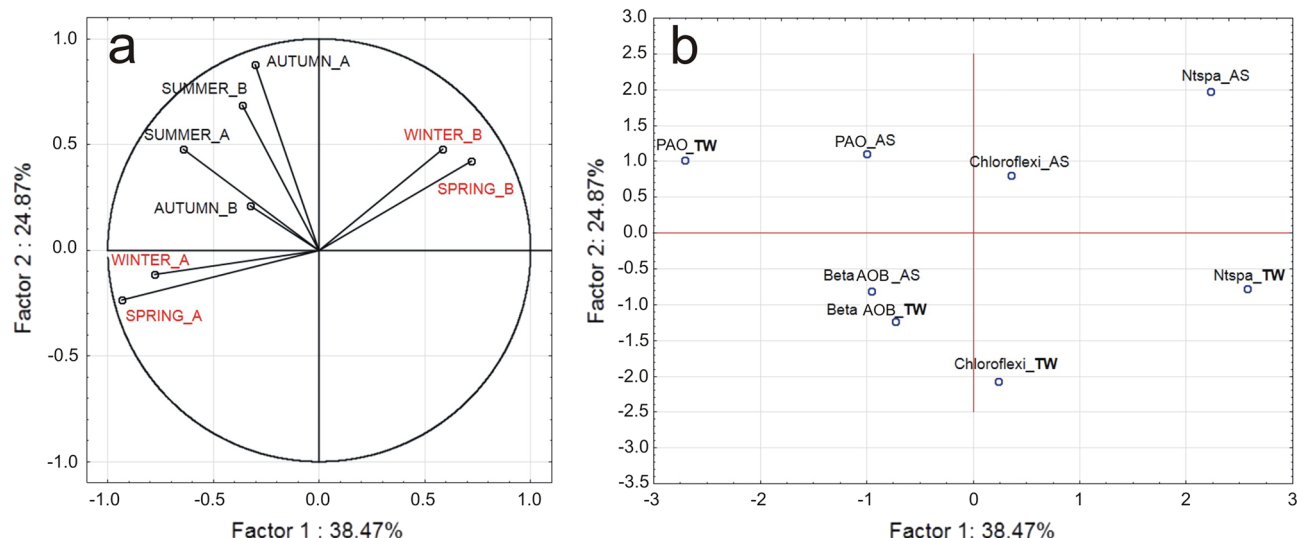 a
1.0
0.5
0.0
-0.5
-1.0
-1.0
-0.5
0.0
0.5
1.0
Factor 2 : 24.87%
Factor 1 : 38.47%
AUTUMN_A
SUMMER_B
SUMMER_A
AUTUMN_B
WINTER_B
SPRING_B
WINTER_A
SPRING_A
b
3.0
2.5
2.0
1.5
1.0
0.5
0.0
-0.5
-1.0
-1.5
-2.0
-2.5
-3.0
-3.5
-3
-2
-1
0
1
2
3
Factor 2: 24.87%
Factor 1: 38.47%
Ntspa_AS
PAO_TW
PAO_AS
Chloroflexi_AS
Beta AOB_AS
Beta AOB_TW
Ntspa_TW
Chloroflexi_TW